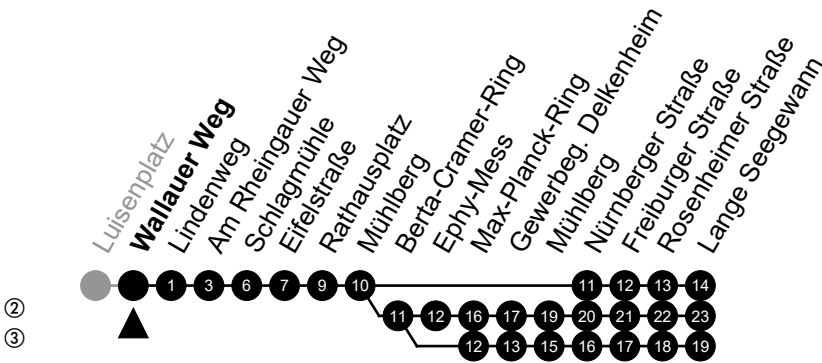 Luisenplatz
Wallauer Weg
Lindenweg
Am Rheingauer Weg
Schlagmühle
Eifelstraße
Rathausplatz
Mühlberg
Berta-Cramer-Ring
Ephy-Mess
Max-Planck-Ring
Gewerbeg. Delkenheim
Mühlberg
Nürnberger Straße
Freiburger Straße
Rosenheimer Straße
Lange Seegewann
1 3 6 7 9 10 11 12 13 14
② 11 12 16 17 19 20 21 22 23
③ 12 13 15 16 17 18 19